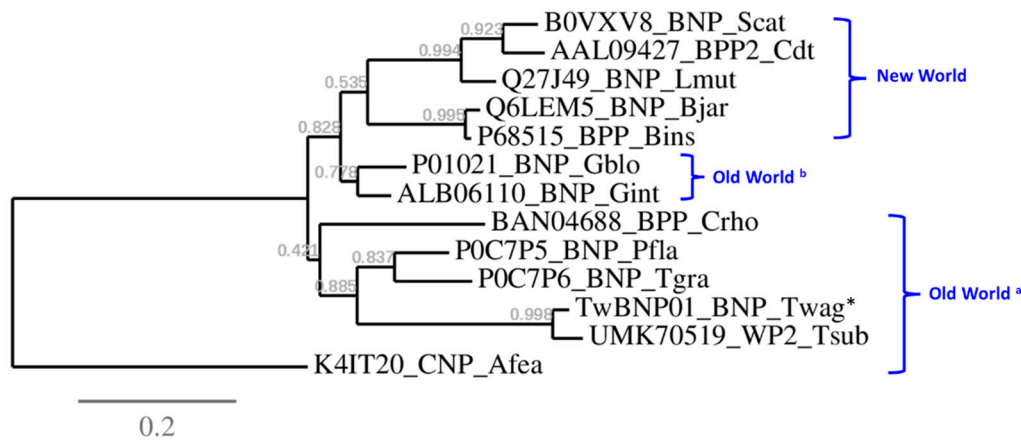 0.923
B0VXV8_BNP_Scat
0.994
AAL09427_BPP2_Cdt
Q27J49_BNP_Lmut
New World
0.535
0.995
Q6LEM5_BNP_Bjar
P68515_BPP_Bins
0.828
P01021_BNP_Gblo
0.778
ALB06110_BNP_Gint
Old World b
BAN04688_BPP_Crho
0.421
0.837
P0C7P5_BNP_Pfla
P0C7P6_BNP_Tgra
0.885
Old World a
0.998
TwBNP01_BNP_Twag*
UMK70519_WP2_Tsub
K4IT20_CNP_Afea
0.2